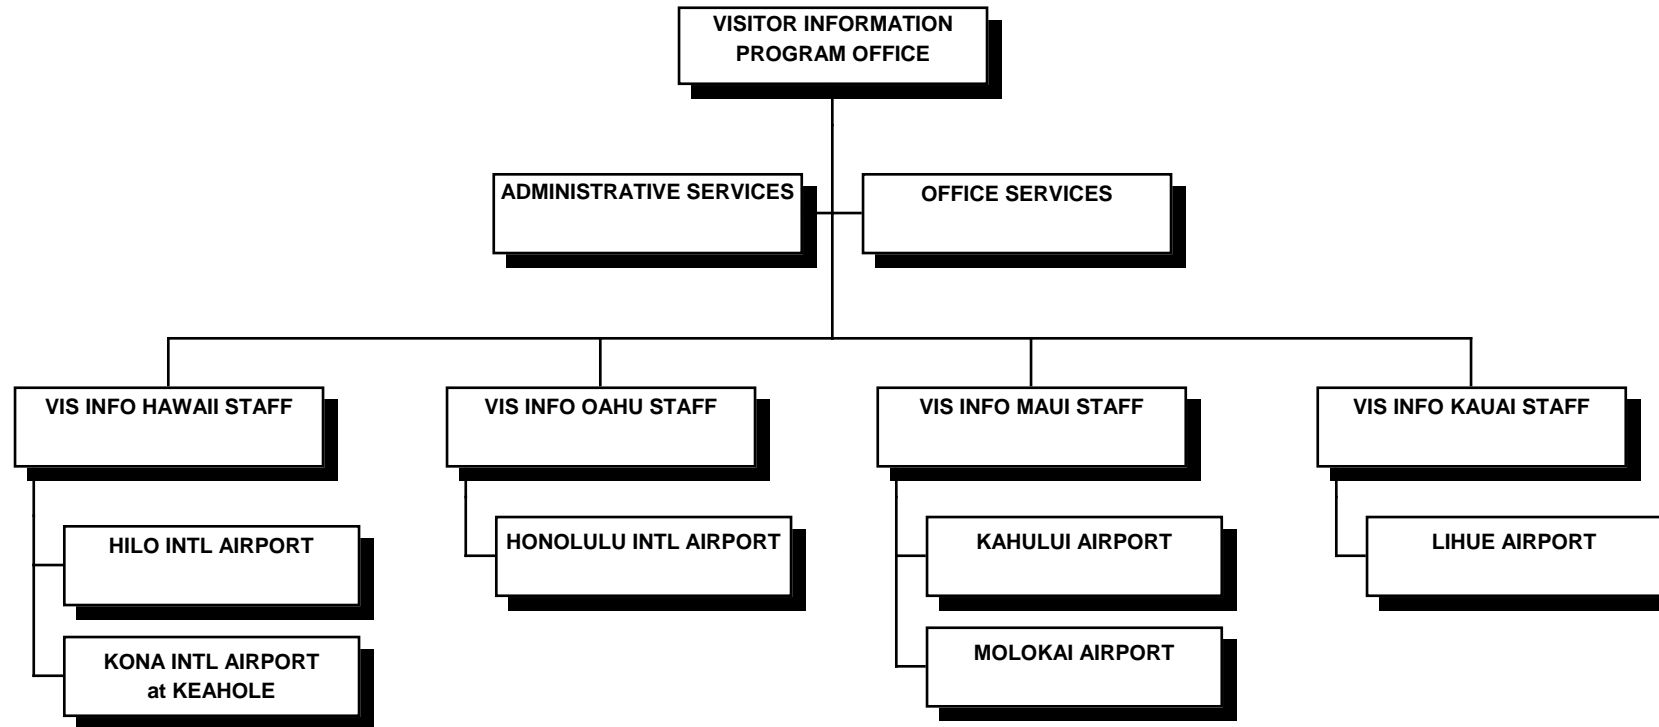 VISITOR INFORMATION
PROGRAM OFFICE
ADMINISTRATIVE SERVICES
OFFICE SERVICES
VIS INFO HAWAII STAFF
VIS INFO OAHU STAFF
VIS INFO MAUI STAFF
VIS INFO KAUAI STAFF
HILO INTL AIRPORT
HONOLULU INTL AIRPORT
KAHULUI AIRPORT
LIHUE AIRPORT
KONA INTL AIRPORT
at KEAHOLE
MOLOKAI AIRPORT